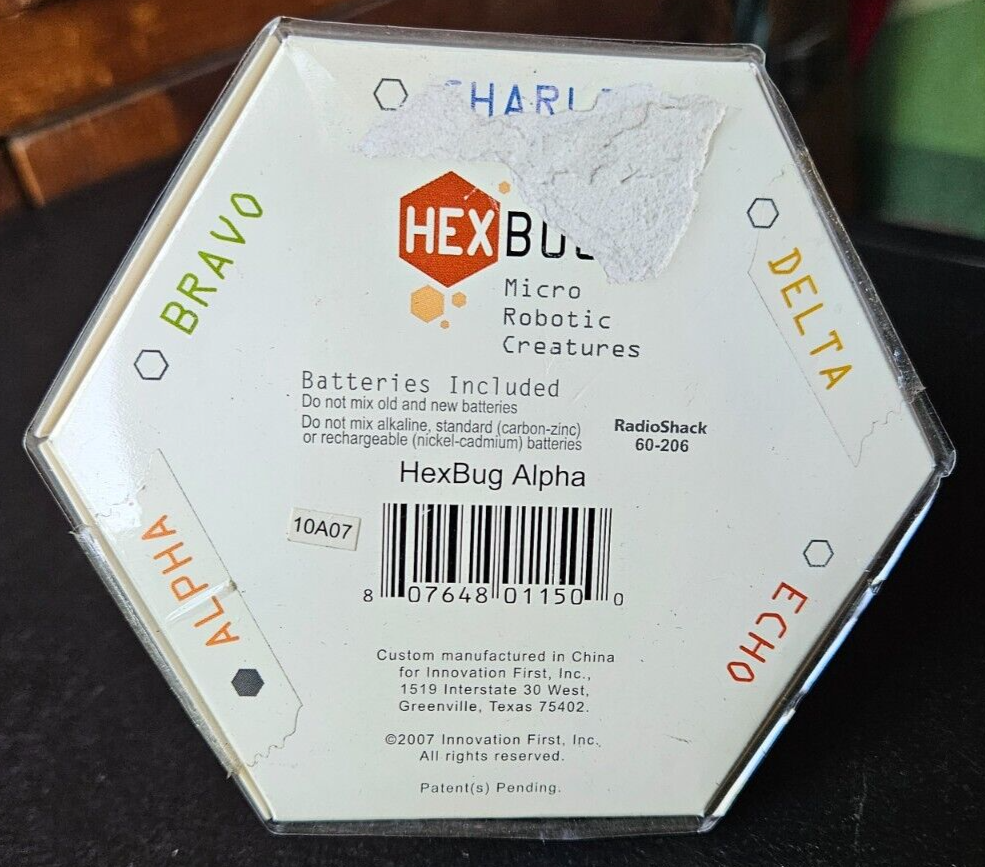 HARL
BRAVO
HEXBU
DELTA
Micro
Robotic
Creatures
Batteries Included
Do not mix old and new batteries
Do not mix alkaline, standard (carbon-zinc)
or rechargeable (nickel-cadmium) batteries
RadioShack
60-206
HexBug Alpha
10A07
8 07648 01150 0
ALPHA
ECHO
Custom manufactured in China
for Innovation First, Inc.,
1519 Interstate 30 West,
Greenville, Texas 75402.
©2007 Innovation First, Inc.
All rights reserved.
Patent(s) Pending.